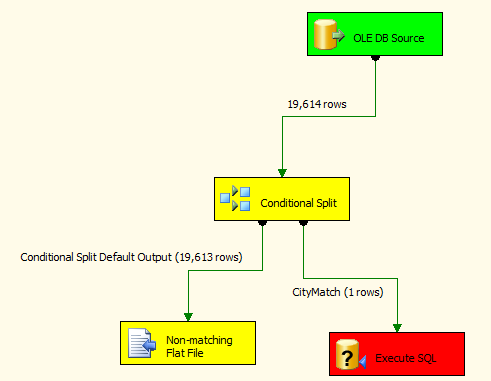 OLE DB Source
19,614 rows
Conditional Split
Conditional Split Default Output (19,613 rows)
CityMatch (1 rows)
Non-matching
Flat File
? Execute SQL